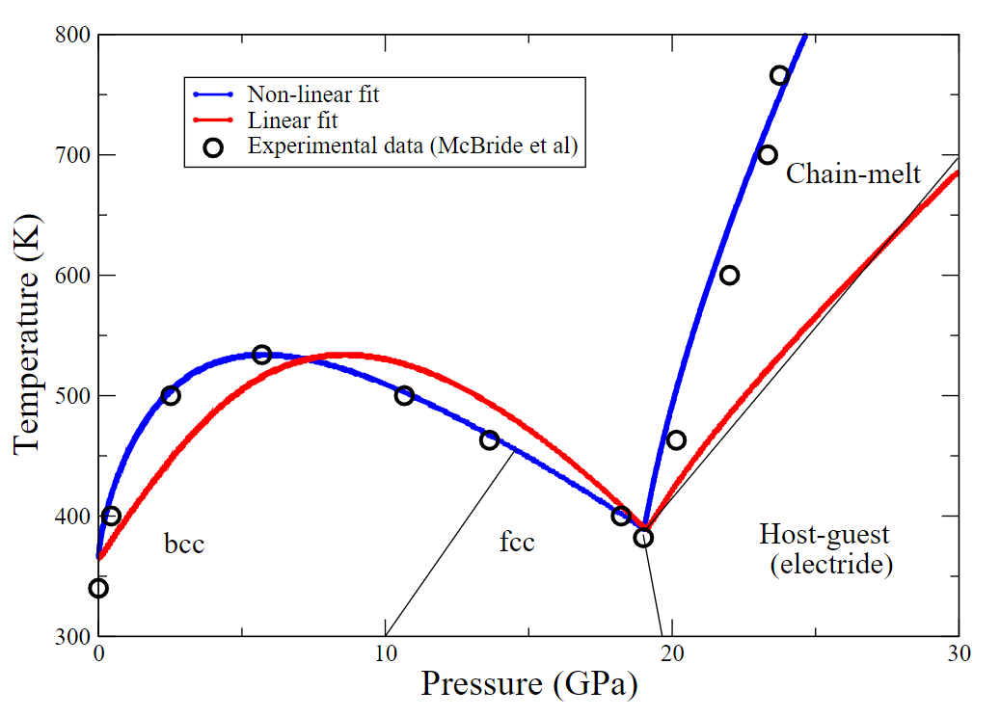 800
700
600
500
400
300
Temperature (K)
Non-linear fit
Linear fit
Experimental data (McBride et al)
Chain-melt
bcc
fcc
Host-guest
(electride)
0
10
20
30
Pressure (GPa)